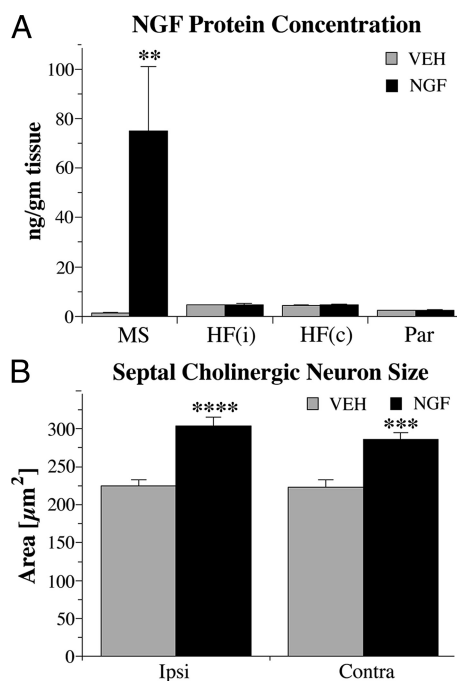 A
NGF Protein Concentration
VEH
NGF
**
ng/gm tissue
100
80
60
40
20
0
MS HF(i) HF(c) Par
B
Septal Cholinergic Neuron Size
VEH NGF
****
***
Area [µm²]
300
250
200
150
100
50
0
Ipsi Contra